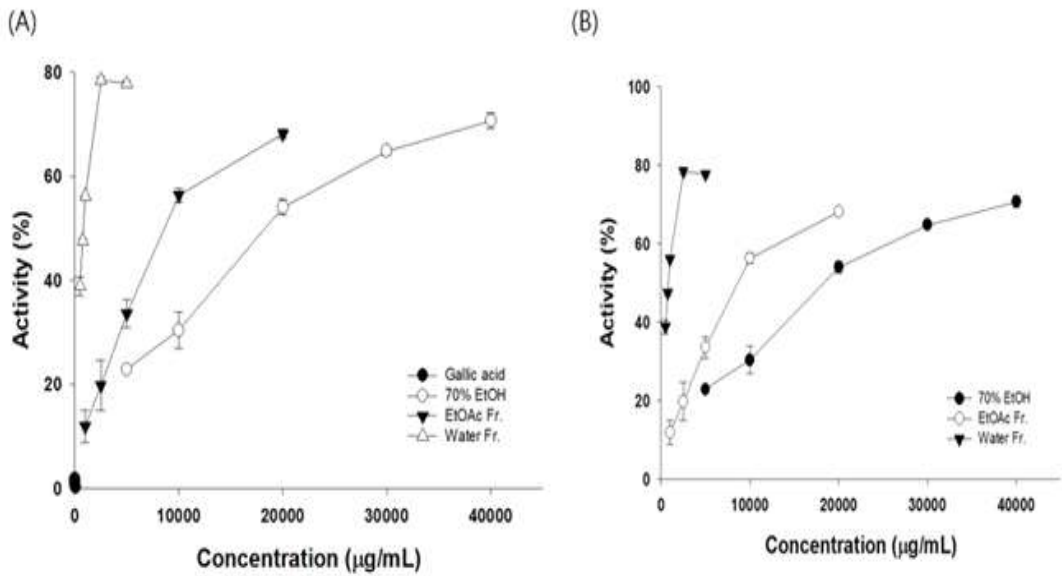 (A)
80
60
40
20
0
Activity (%)
Gallic acid
70% EtOH
EtOAc Fr.
Water Fr.
0 10000 20000 30000 40000
Concentration (μg/mL)
(B)
100
80
60
40
20
0
Activity (%)
70% EtOH
EtOAc Fr.
Water Fr.
0 10000 20000 30000 40000
Concentration (μg/mL)